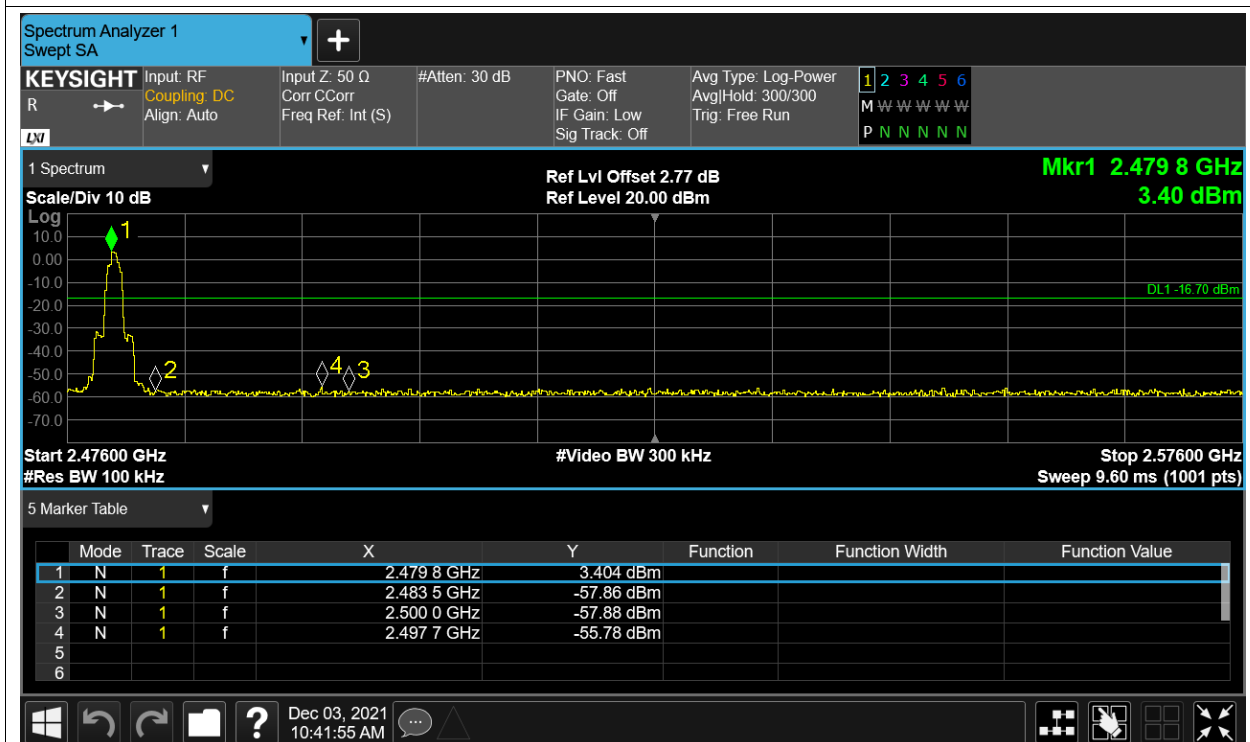 Spectrum Analyzer 1
Swept SA
+
KEYSIGHT Input: RF Input Z: 50 Ω #Atten: 30 dB PNO: Fast Avg Type: Log-Power 1 2 3 4 5 6
R Coupling: DC Corr CCorr Gate: Off Avg|Hold: 300/300 M W W W W W
Align: Auto Freq Ref: Int (S) IF Gain: Low Trig: Free Run
LXI Sig Track: Off P N N N N N
1 Spectrum Ref Lvl Offset 2.77 dB Mkr1 2.479 8 GHz
Scale/Div 10 dB Ref Level 20.00 dBm 3.40 dBm
Log
1
10.0
0.00
-10.0
DL1 -16.70 dBm
-20.0
-30.0
-40.0
2 4 3
-50.0
-60.0
-70.0
Start 2.47600 GHz #Video BW 300 kHz Stop 2.57600 GHz
#Res BW 100 kHz Sweep 9.60 ms (1001 pts)
5 Marker Table
Mode Trace Scale X Y Function Function Width Function Value
1 N 1 f 2.479 8 GHz 3.404 dBm
2 N 1 f 2.483 5 GHz -57.86 dBm
3 N 1 f 2.500 0 GHz -57.88 dBm
4 N 1 f 2.497 7 GHz -55.78 dBm
5
6
? Dec 03, 2021
10:41:55 AM